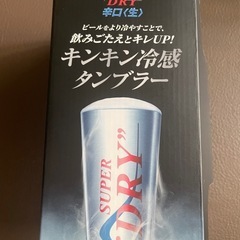 DRY
辛口〈生〉
ビールをより冷やすことで、
飲みごたえとキレUP!
キンキン冷感
タンブラー
SUPER
"DRY"